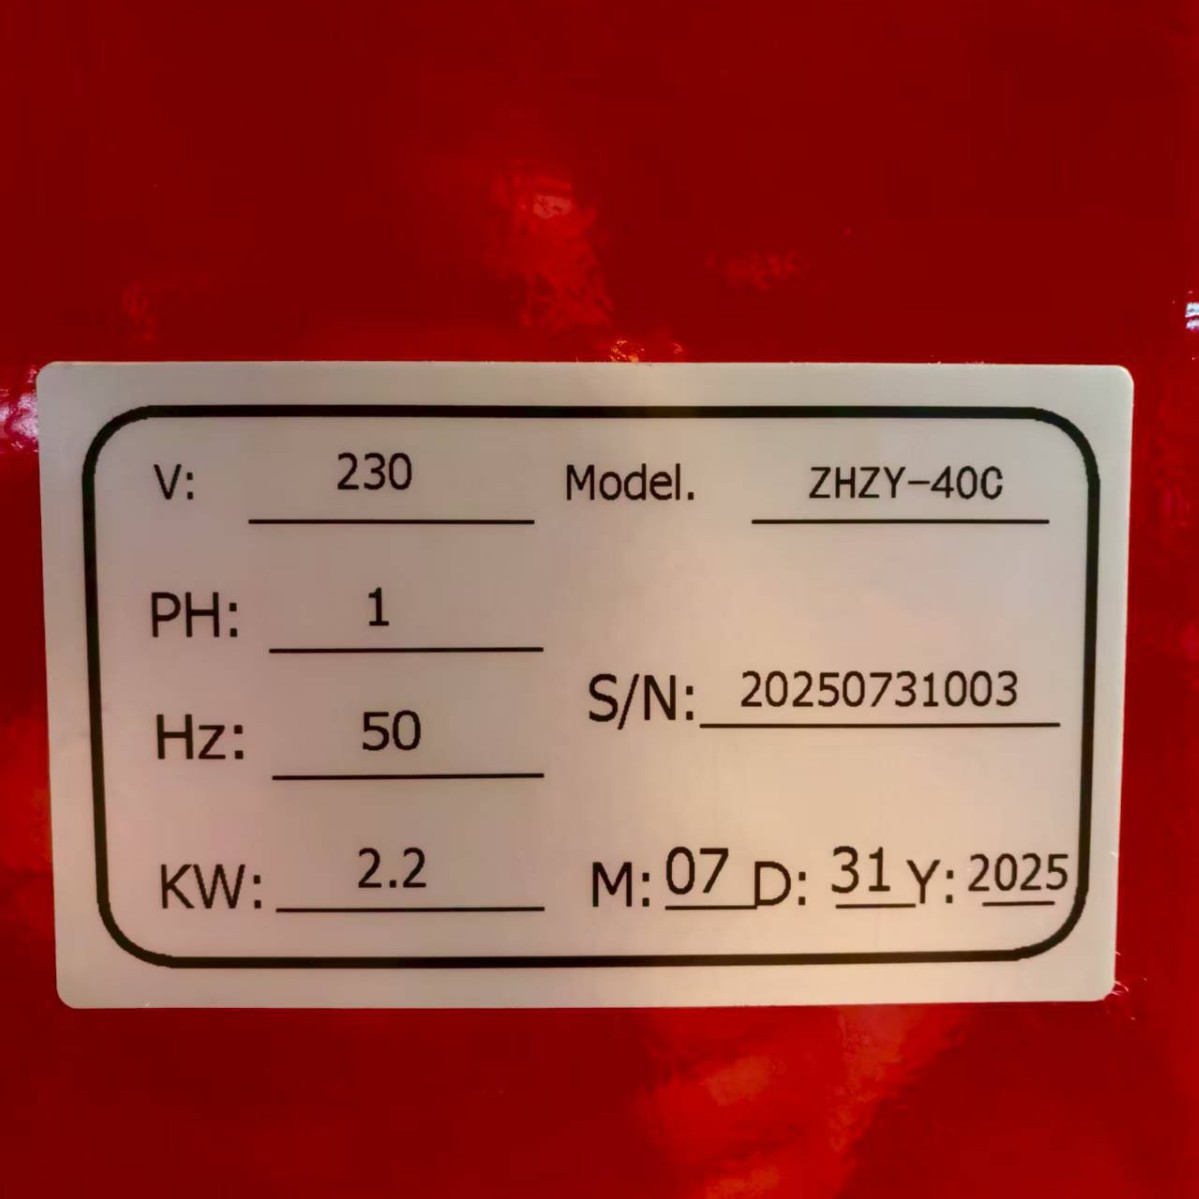 V: 230 Model. ZHZY-40C
PH: 1
S/N: 20250731003
Hz: 50
KW: 2.2 M: 07 D: 31 Y: 2025